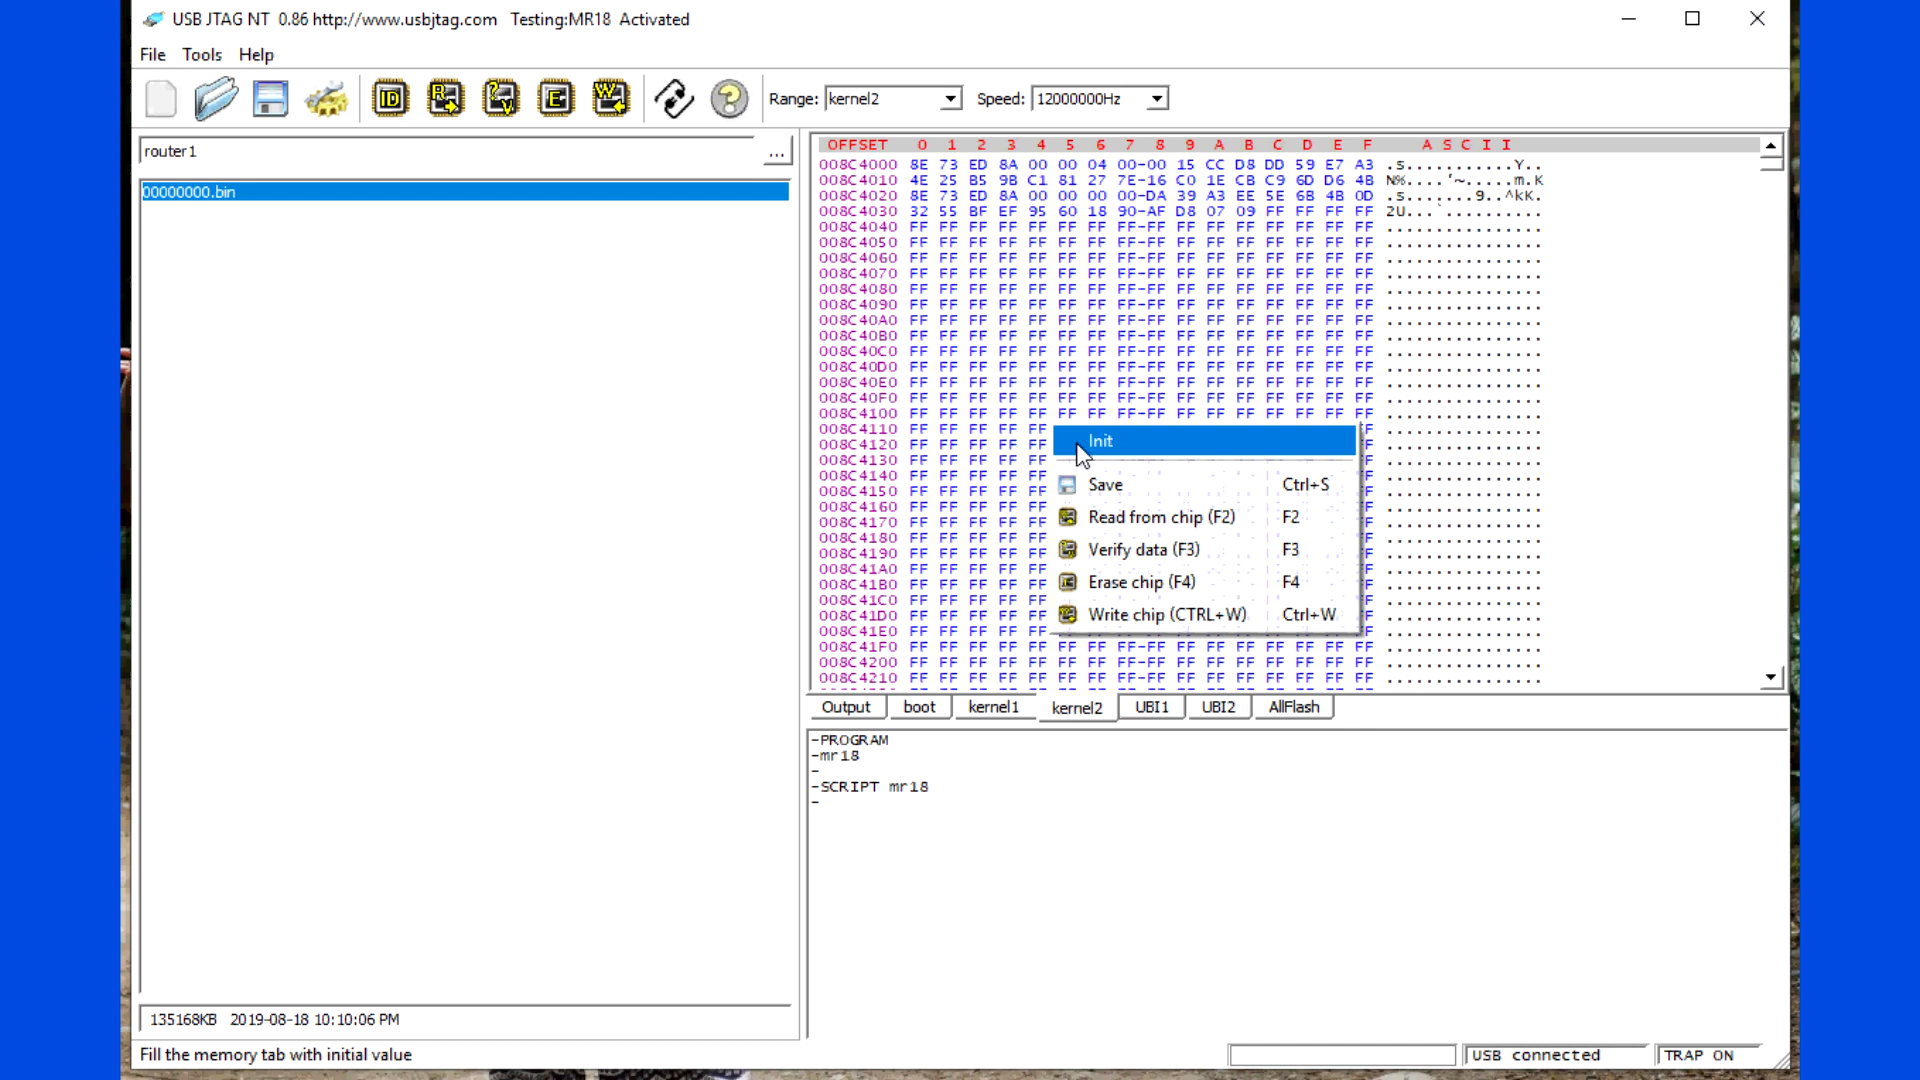 USB JTAG NT 0.86 http://www.usbjtag.com Testing:MR18 Activated
File Tools Help
ID R ? V E W Range: kernel2 Speed: 12000000Hz
router1 ...
00000000.bin
OFFSET 0 1 2 3 4 5 6 7 8 9 A B C D E F A S C I I
008C4000 8E 73 ED 8A 00 00 04 00-00 15 CC D8 DD 59 E7 A3 .s...........Y..
008C4010 4E 25 B5 9B C1 81 27 7E-16 C0 1E CB C9 6D D6 4B N%....'~.....m.K
008C4020 8E 73 ED 8A 00 00 00 00-DA 39 A3 EE 5E 6B 4B 0D .s.......9..^kK.
008C4030 32 55 BF EF 95 60 18 90-AF D8 07 09 FF FF FF FF 2U...`..........
008C4040 FF FF FF FF FF FF FF FF-FF FF FF FF FF FF FF FF ................
008C4050 FF FF FF FF FF FF FF FF-FF FF FF FF FF FF FF FF ................
008C4060 FF FF FF FF FF FF FF FF-FF FF FF FF FF FF FF FF ................
008C4070 FF FF FF FF FF FF FF FF-FF FF FF FF FF FF FF FF ................
008C4080 FF FF FF FF FF FF FF FF-FF FF FF FF FF FF FF FF ................
008C4090 FF FF FF FF FF FF FF FF-FF FF FF FF FF FF FF FF ................
008C40A0 FF FF FF FF FF FF FF FF-FF FF FF FF FF FF FF FF ................
008C40B0 FF FF FF FF FF FF FF FF-FF FF FF FF FF FF FF FF ................
008C40C0 FF FF FF FF FF FF FF FF-FF FF FF FF FF FF FF FF ................
008C40D0 FF FF FF FF FF FF FF FF-FF FF FF FF FF FF FF FF ................
008C40E0 FF FF FF FF FF FF FF FF-FF FF FF FF FF FF FF FF ................
008C40F0 FF FF FF FF FF FF FF FF-FF FF FF FF FF FF FF FF ................
008C4100 FF FF FF FF FF FF FF FF-FF FF FF FF FF FF FF FF ................
008C4110 FF FF FF FF FF F ................
008C4120 FF FF FF FF FF F ................
008C4130 FF FF FF FF FF F ................
008C4140 FF FF FF FF FF F ................
008C4150 FF FF FF FF FF F ................
008C4160 FF FF FF FF FF F ................
008C4170 FF FF FF FF FF F ................
008C4180 FF FF FF FF FF F ................
008C4190 FF FF FF FF FF F ................
008C41A0 FF FF FF FF FF F ................
008C41B0 FF FF FF FF FF F ................
008C41C0 FF FF FF FF FF F ................
008C41D0 FF FF FF FF FF F ................
008C41E0 FF FF FF FF FF F ................
008C41F0 FF FF FF FF FF FF FF FF-FF FF FF FF FF FF FF FF ................
008C4200 FF FF FF FF FF FF FF FF-FF FF FF FF FF FF FF FF ................
008C4210 FF FF FF FF FF FF FF FF-FF FF FF FF FF FF FF FF ................
Init
Save Ctrl+S
Read from chip (F2) F2
Verify data (F3) F3
Erase chip (F4) F4
Write chip (CTRL+W) Ctrl+W
Output boot kernel1 kernel2 UBI1 UBI2 AllFlash
-PROGRAM
-mr18
-
-SCRIPT mr18
-
135168KB 2019-08-18 10:10:06 PM
Fill the memory tab with initial value USB connected TRAP ON